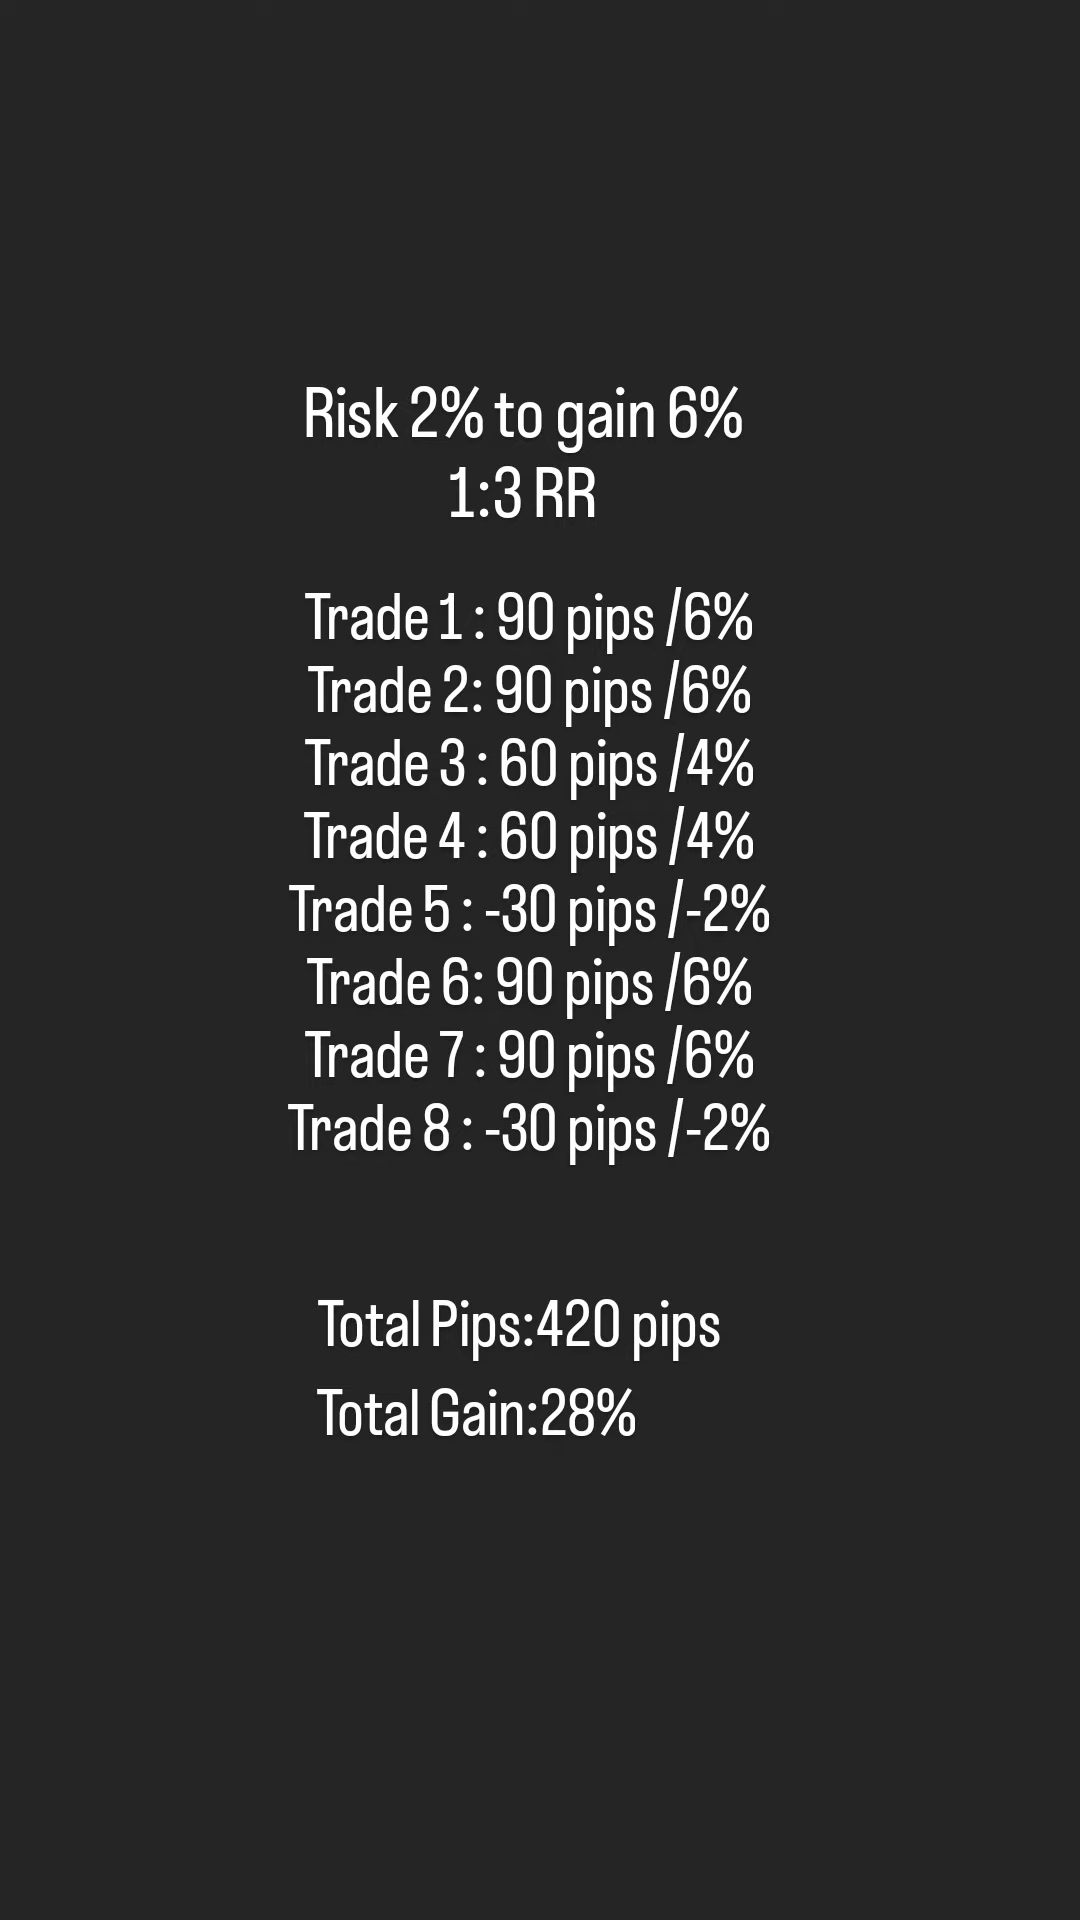 Risk 2% to gain 6%
1:3 RR
Trade 1 : 90 pips /6%
Trade 2: 90 pips /6%
Trade 3 : 60 pips /4%
Trade 4 : 60 pips /4%
Trade 5 : -30 pips /-2%
Trade 6: 90 pips /6%
Trade 7 : 90 pips /6%
Trade 8 : -30 pips /-2%
Total Pips:420 pips
Total Gain:28%